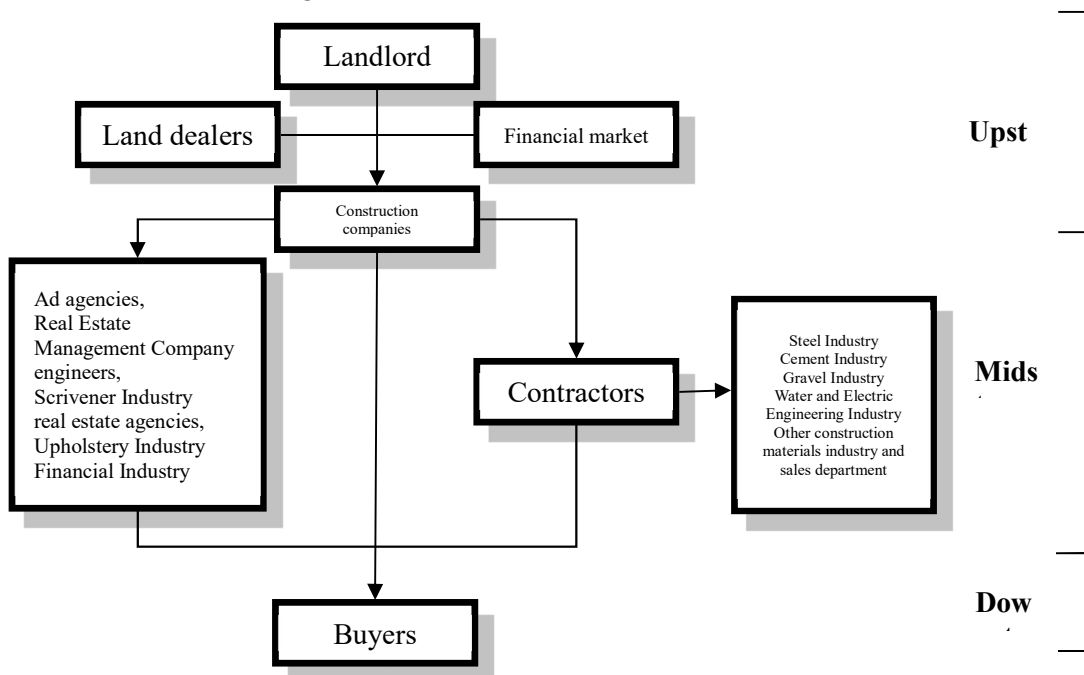 Landlord
Land dealers
Financial market
Upst
Construction
companies
Ad agencies,
Real Estate
Management Company
engineers,
Scrivener Industry
real estate agencies,
Upholstery Industry
Financial Industry
Contractors
Steel Industry
Cement Industry
Gravel Industry
Water and Electric
Engineering Industry
Other construction
materials industry and
sales department
Mids
Buyers
Dow